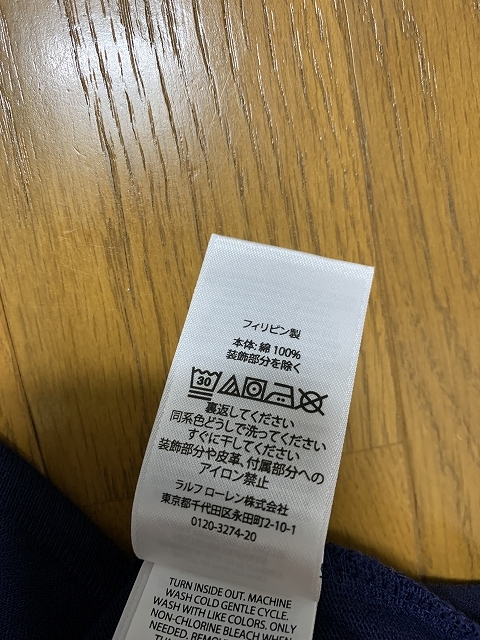 フィリピン製
本体: 綿 100%
装飾部分を除く
30
裏返してください
同系色どうしで洗ってください
すぐに干してください
装飾部分や皮革、付属部分への
アイロン禁止
ラルフ ローレン株式会社
東京都千代田区永田町2-10-1
0120-3274-20
TURN INSIDE OUT. MACHINE
WASH COLD GENTLE CYCLE.
WASH WITH LIKE COLORS. ONLY
NON-CHLORINE BLEACH WHEN
NEEDED. REMOVE